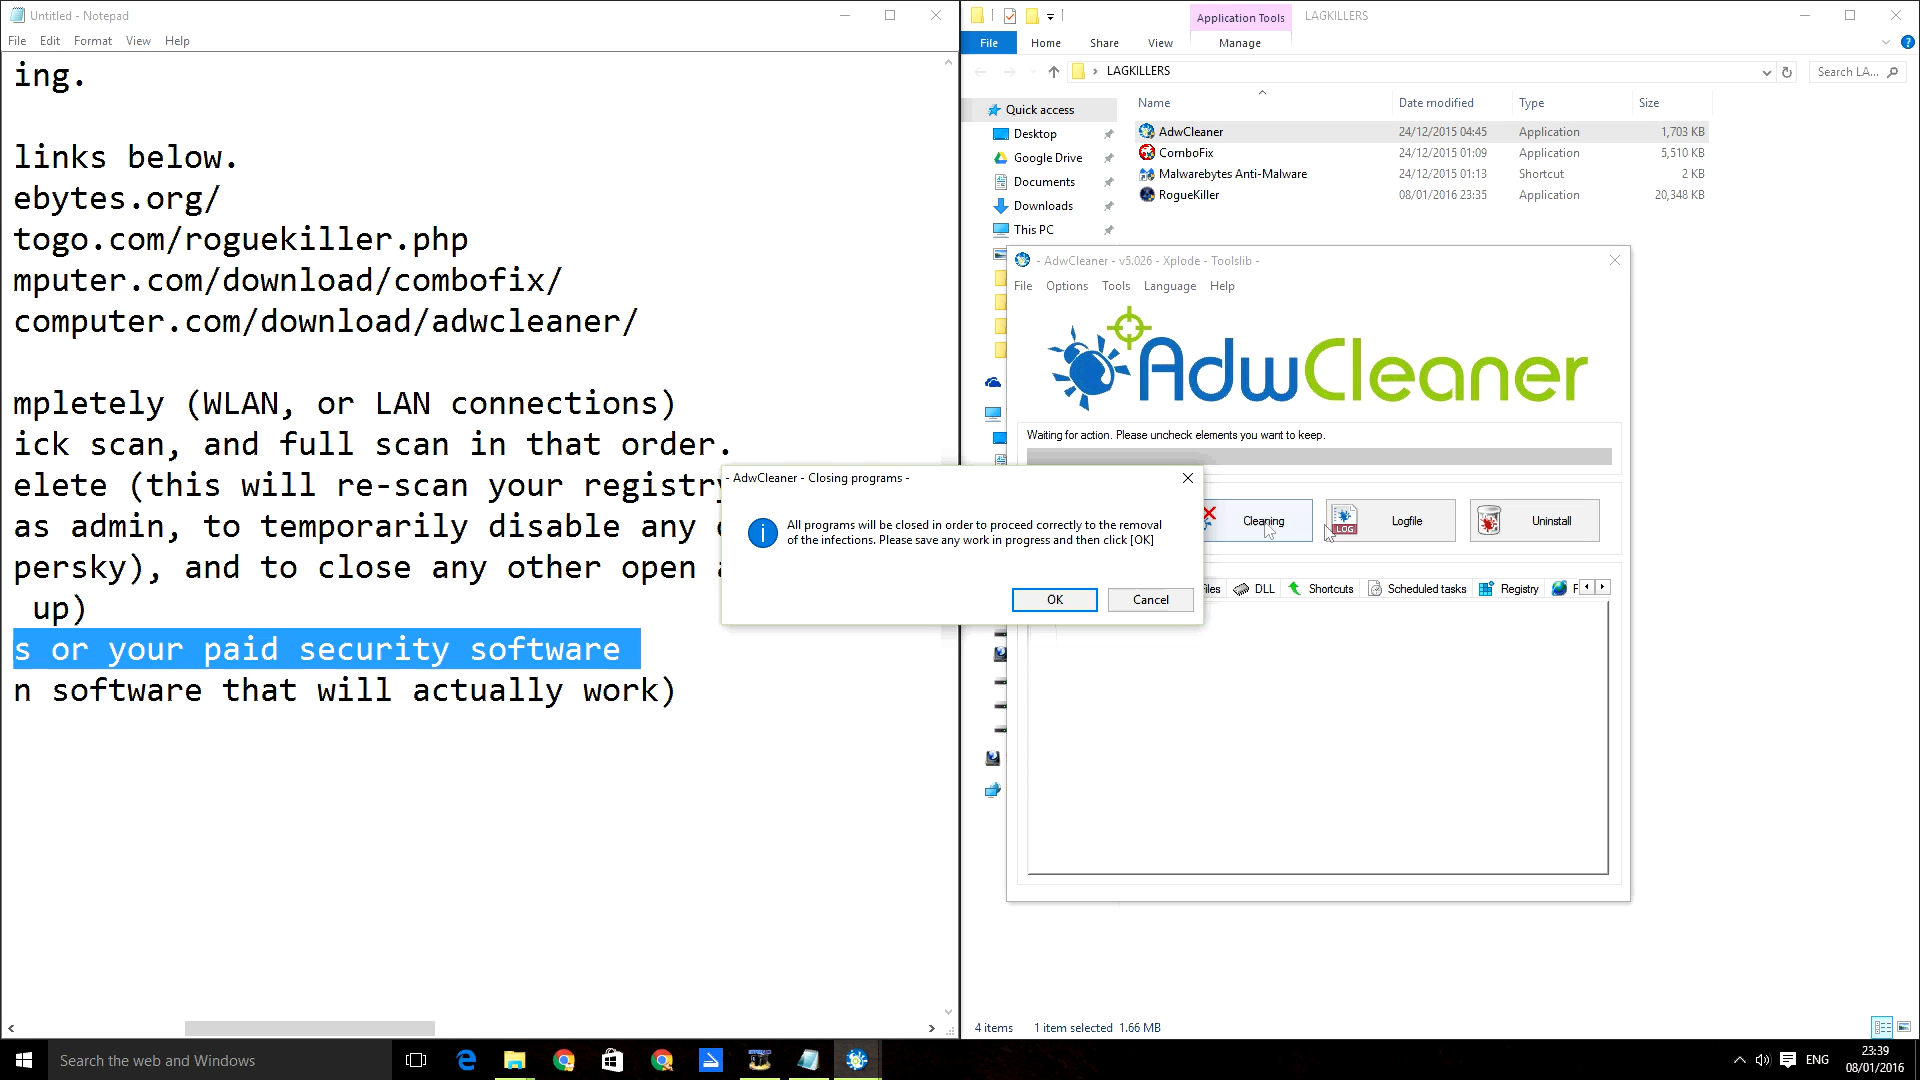 Untitled - Notepad
File Edit Format View Help
ing.
links below.
ebytes.org/
togo.com/roguekiller.php
mputer.com/download/combofix/
computer.com/download/adwcleaner/
mpletely (WLAN, or LAN connections)
ick scan, and full scan in that order.
elete (this will re-scan your registry
as admin, to temporarily disable any
persky), and to close any other open
up)
s or your paid security software
n software that will actually work)
Application Tools LAGKILLERS
File Home Share View Manage
LAGKILLERS
Search LA...
Quick access
Desktop
Google Drive
Documents
Downloads
This PC
Name Date modified Type Size
AdwCleaner 24/12/2015 04:45 Application 1,703 KB
ComboFix 24/12/2015 01:09 Application 5,510 KB
Malwarebytes Anti-Malware 24/12/2015 01:13 Shortcut 2 KB
RogueKiller 08/01/2016 23:35 Application 20,348 KB
- AdwCleaner - v5.026 - Xplode - Toolslib -
File Options Tools Language Help
AdwCleaner
Waiting for action. Please uncheck elements you want to keep.
Cleaning LOG Logfile Uninstall
iles DLL Shortcuts Scheduled tasks Registry F
- AdwCleaner - Closing programs -
All programs will be closed in order to proceed correctly to the removal
of the infections. Please save any work in progress and then click [OK]
OK Cancel
4 items 1 item selected 1.66 MB
Search the web and Windows
ENG
23:39
08/01/2016